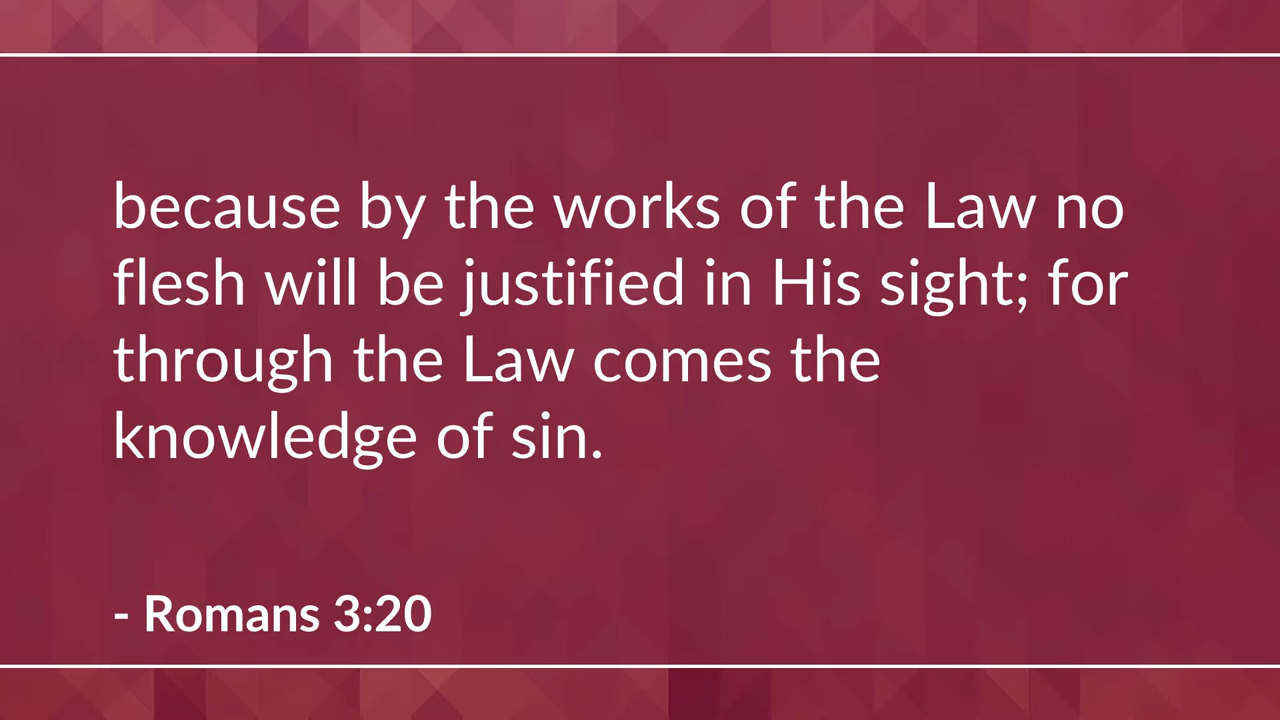 because by the works of the Law no
flesh will be justified in His sight; for
through the Law comes the
knowledge of sin.
- Romans 3:20